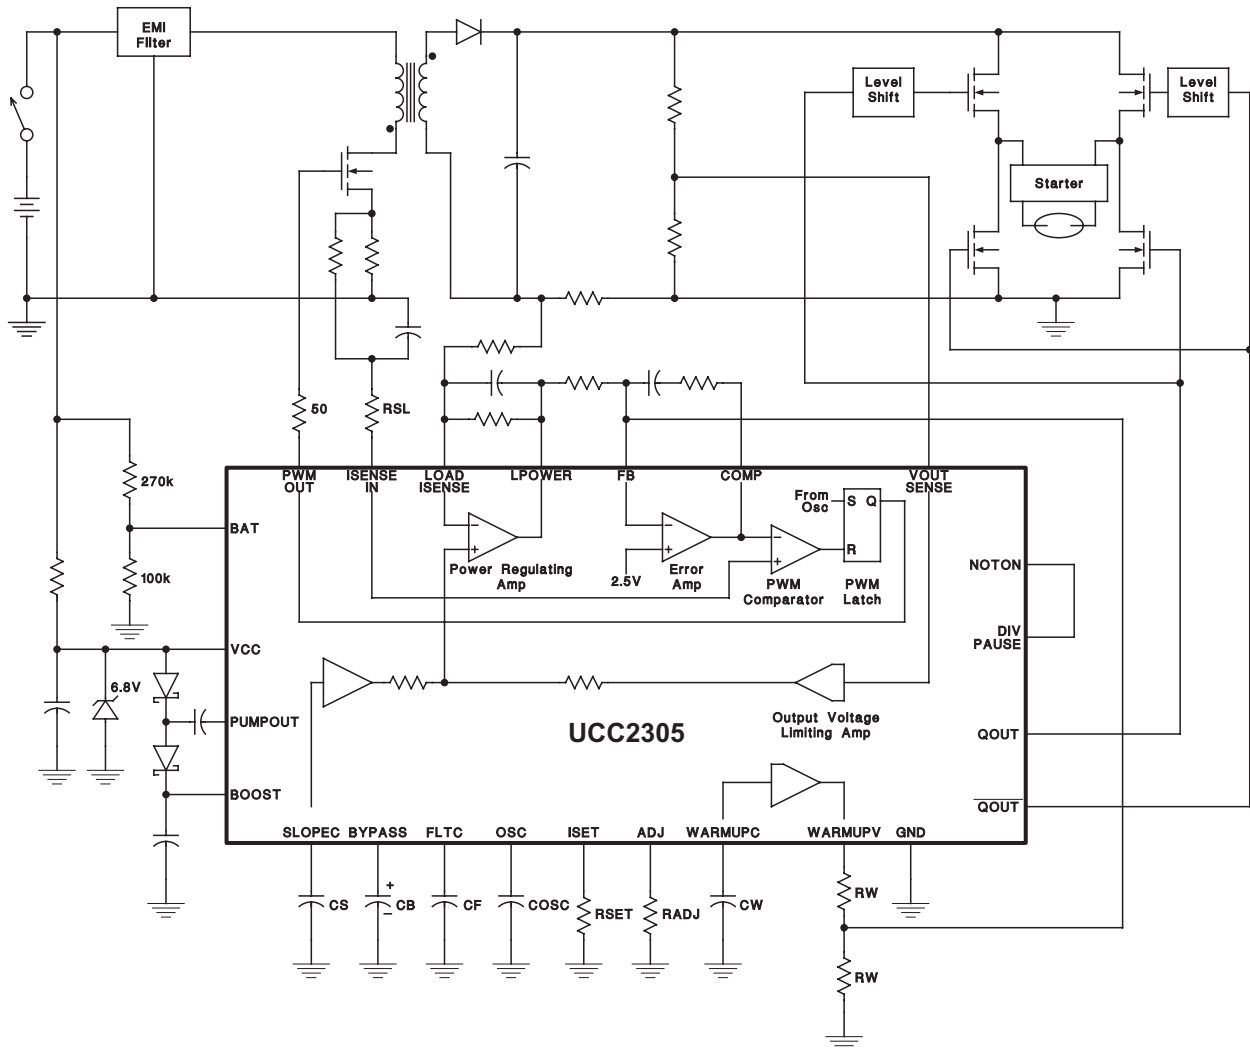 EMI
Filter
Level
Shift
Level
Shift
Starter
50
RSL
270k
100k
6.8V
PWM
OUT
ISENSE
IN
LOAD
ISENSE
LPOWER
FB
COMP
VOUT
SENSE
BAT
From
Osc
S Q
R
−
+
Power Regulating
Amp
−
+
2.5V
Error
Amp
−
+
PWM
Comparator
PWM
Latch
NOTON
DIV
PAUSE
VCC
PUMPOUT
BOOST
UCC2305
Output Voltage
Limiting Amp
QOUT
QOUT
SLOPEC
BYPASS
FLTC
OSC
ISET
ADJ
WARMUPC
WARMUPV
GND
CS
+
CB
−
CF
COSC
RSET
RADJ
CW
RW
RW